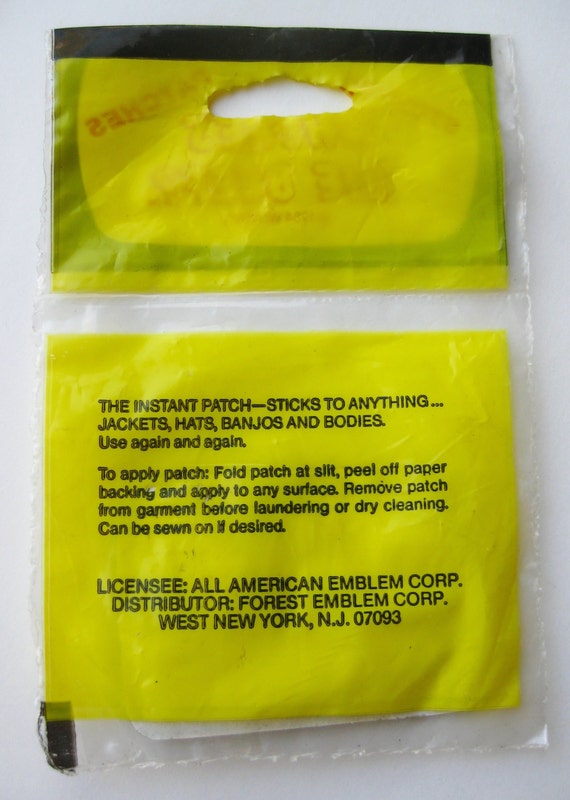 PATCHES
THE INSTANT PATCH—STICKS TO ANYTHING...
JACKETS, HATS, BANJOS AND BODIES.
Use again and again.
To apply patch: Fold patch at slit, peel off paper
backing and apply to any surface. Remove patch
from garment before laundering or dry cleaning.
Can be sewn on if desired.
LICENSEE: ALL AMERICAN EMBLEM CORP.
DISTRIBUTOR: FOREST EMBLEM CORP.
WEST NEW YORK, N.J. 07093